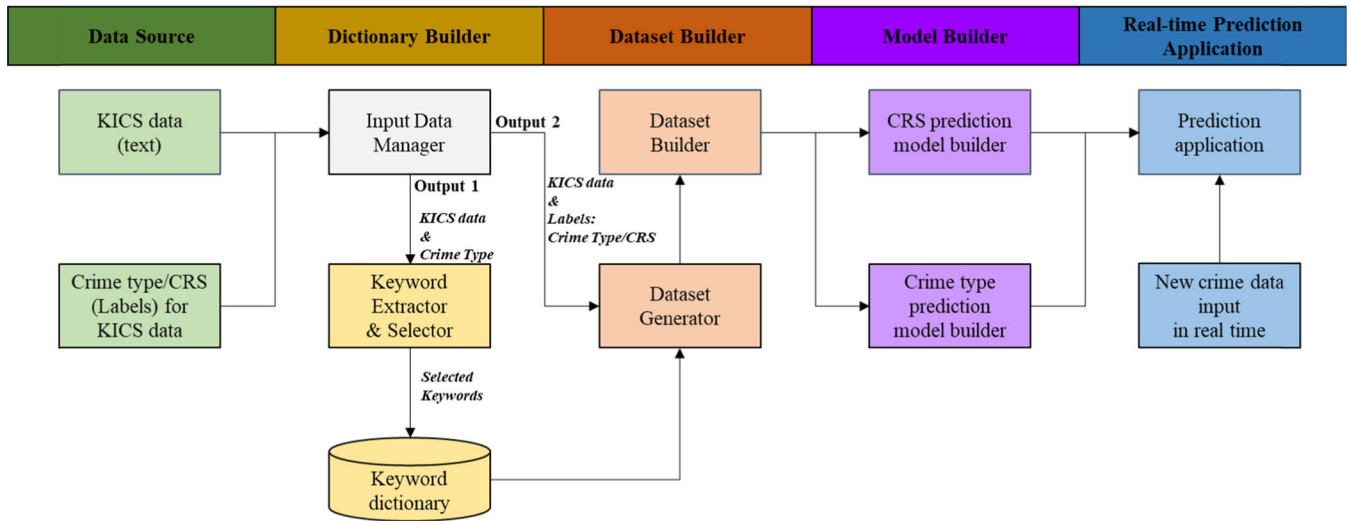 Data Source
Dictionary Builder
Dataset Builder
Model Builder
Real-time Prediction
Application
KICS data
(text)
Input Data
Manager
Output 2
Dataset
Builder
CRS prediction
model builder
Prediction
application
Output 1
KICS data
&
Crime Type
KICS data
&
Labels:
Crime Type/CRS
Crime type/CRS
(Labels) for
KICS data
Keyword
Extractor
& Selector
Dataset
Generator
Crime type
prediction
model builder
New crime data
input
in real time
Selected
Keywords
Keyword
dictionary